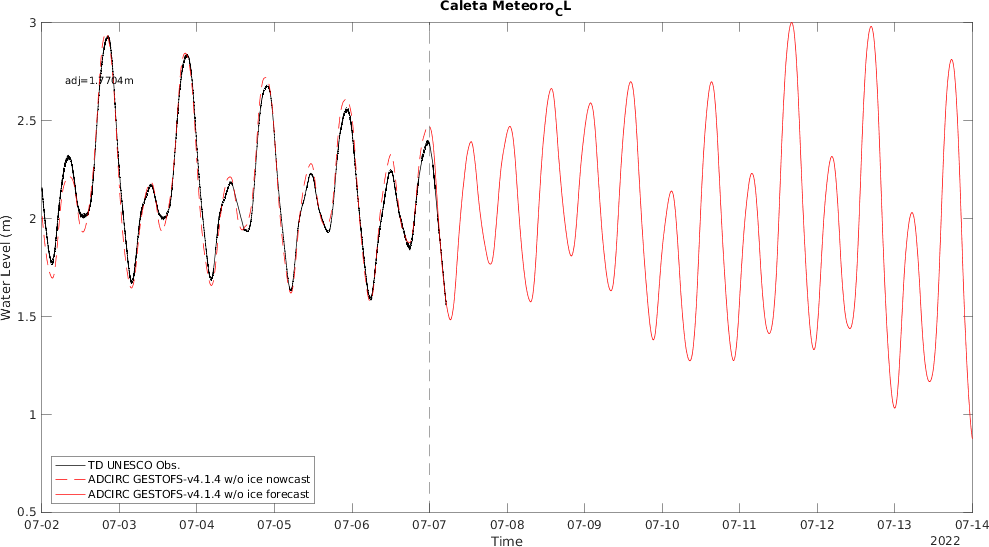 Caleta Meteoro_CL
3
adj=1.7704m
2.5
2
1.5
1
0.5
Water Level (m)
TD UNESCO Obs.
ADCIRC GESTOFS-v4.1.4 w/o ice nowcast
ADCIRC GESTOFS-v4.1.4 w/o ice forecast
07-02 07-03 07-04 07-05 07-06 07-07 07-08 07-09 07-10 07-11 07-12 07-13 07-14
Time
2022